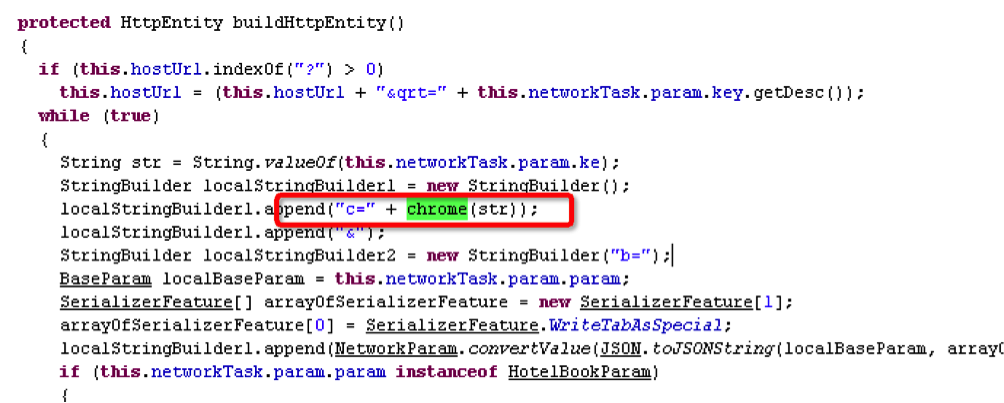 protected HttpEntity buildHttpEntity()
{
if (this.hostUrl.indexOf("?") > 0)
this.hostUrl = (this.hostUrl + "&qrt=" + this.networkTask.param.key.getDesc());
while (true)
{
String str = String.valueOf(this.networkTask.param.ke);
StringBuilder localStringBuilder1 = new StringBuilder();
localStringBuilder1.append("c=" + chrome(str));
localStringBuilder1.append("&");
StringBuilder localStringBuilder2 = new StringBuilder("b=");
BaseParam localBaseParam = this.networkTask.param.param;
SerializerFeature[] arrayOfSerializerFeature = new SerializerFeature[1];
arrayOfSerializerFeature[0] = SerializerFeature.WriteTabAsSpecial;
localStringBuilder1.append(NetworkParam.convertValue(JSON.toJSONString(localBaseParam, arrayO
if (this.networkTask.param.param instanceof HotelBookParam)
{